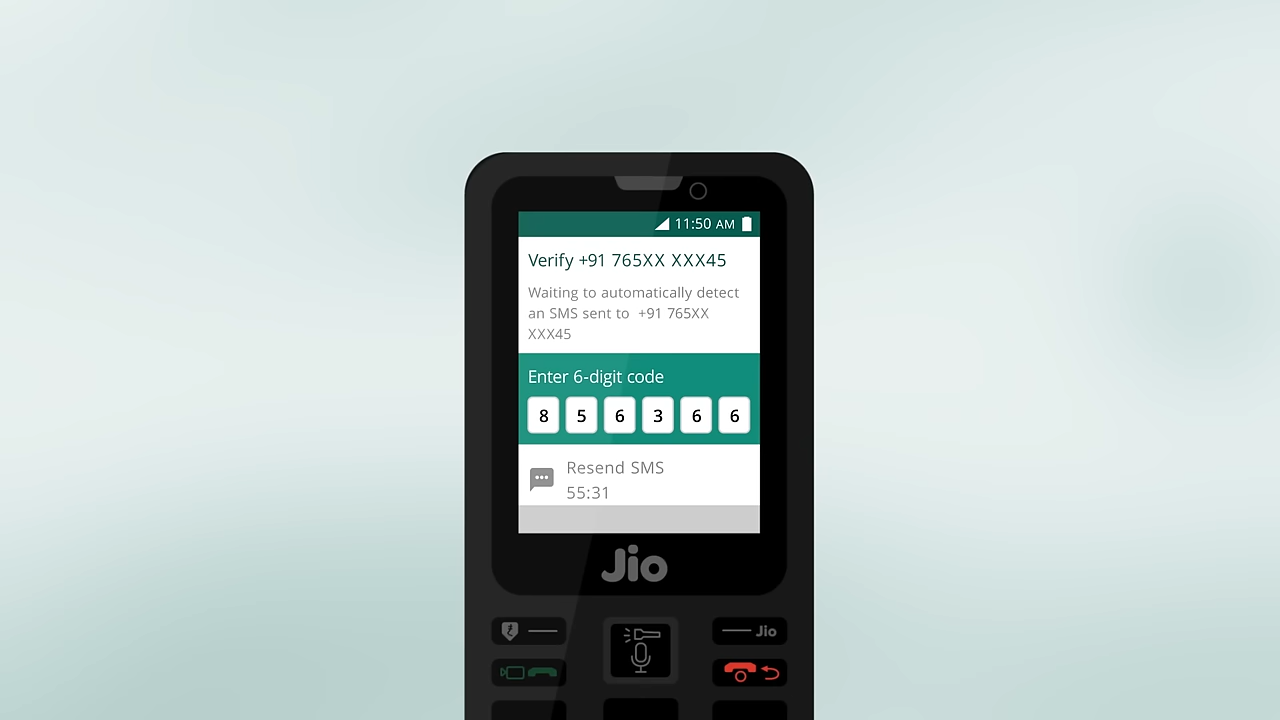 11:50 AM
Verify +91 765XX XXX45
Waiting to automatically detect
an SMS sent to +91 765XX
XXX45
Enter 6-digit code
8 5 6 3 6 6
Resend SMS
55:31
Jio
Jio